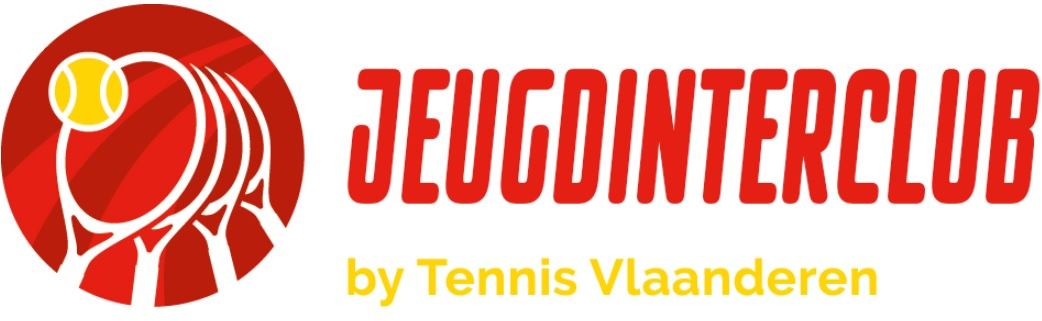 JEUGDINTERCLUB
by Tennis Vlaanderen